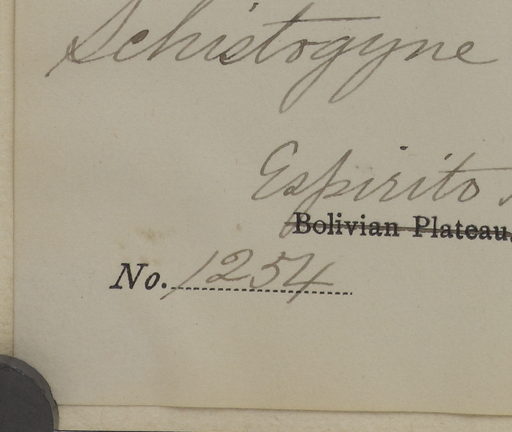 Schistogyne
Espirito
Bolivian Plateau.
No. 1254